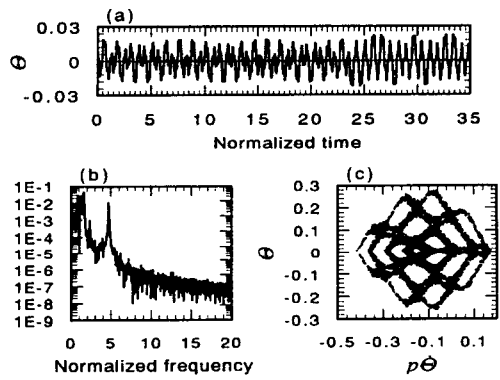 (a)
0.03
Θ
0
-0.03
0 5 10 15 20 25 30 35
Normalized time
(b)
1E-1
1E-2
1E-3
1E-4
1E-5
1E-6
1E-7
1E-8
1E-9
0 5 10 15 20
Normalized frequency
(c)
0.3
0.2
0.1
Θ
0
-0.1
-0.2
-0.3
-0.5 -0.3 -0.1 0.1
pΘ̇